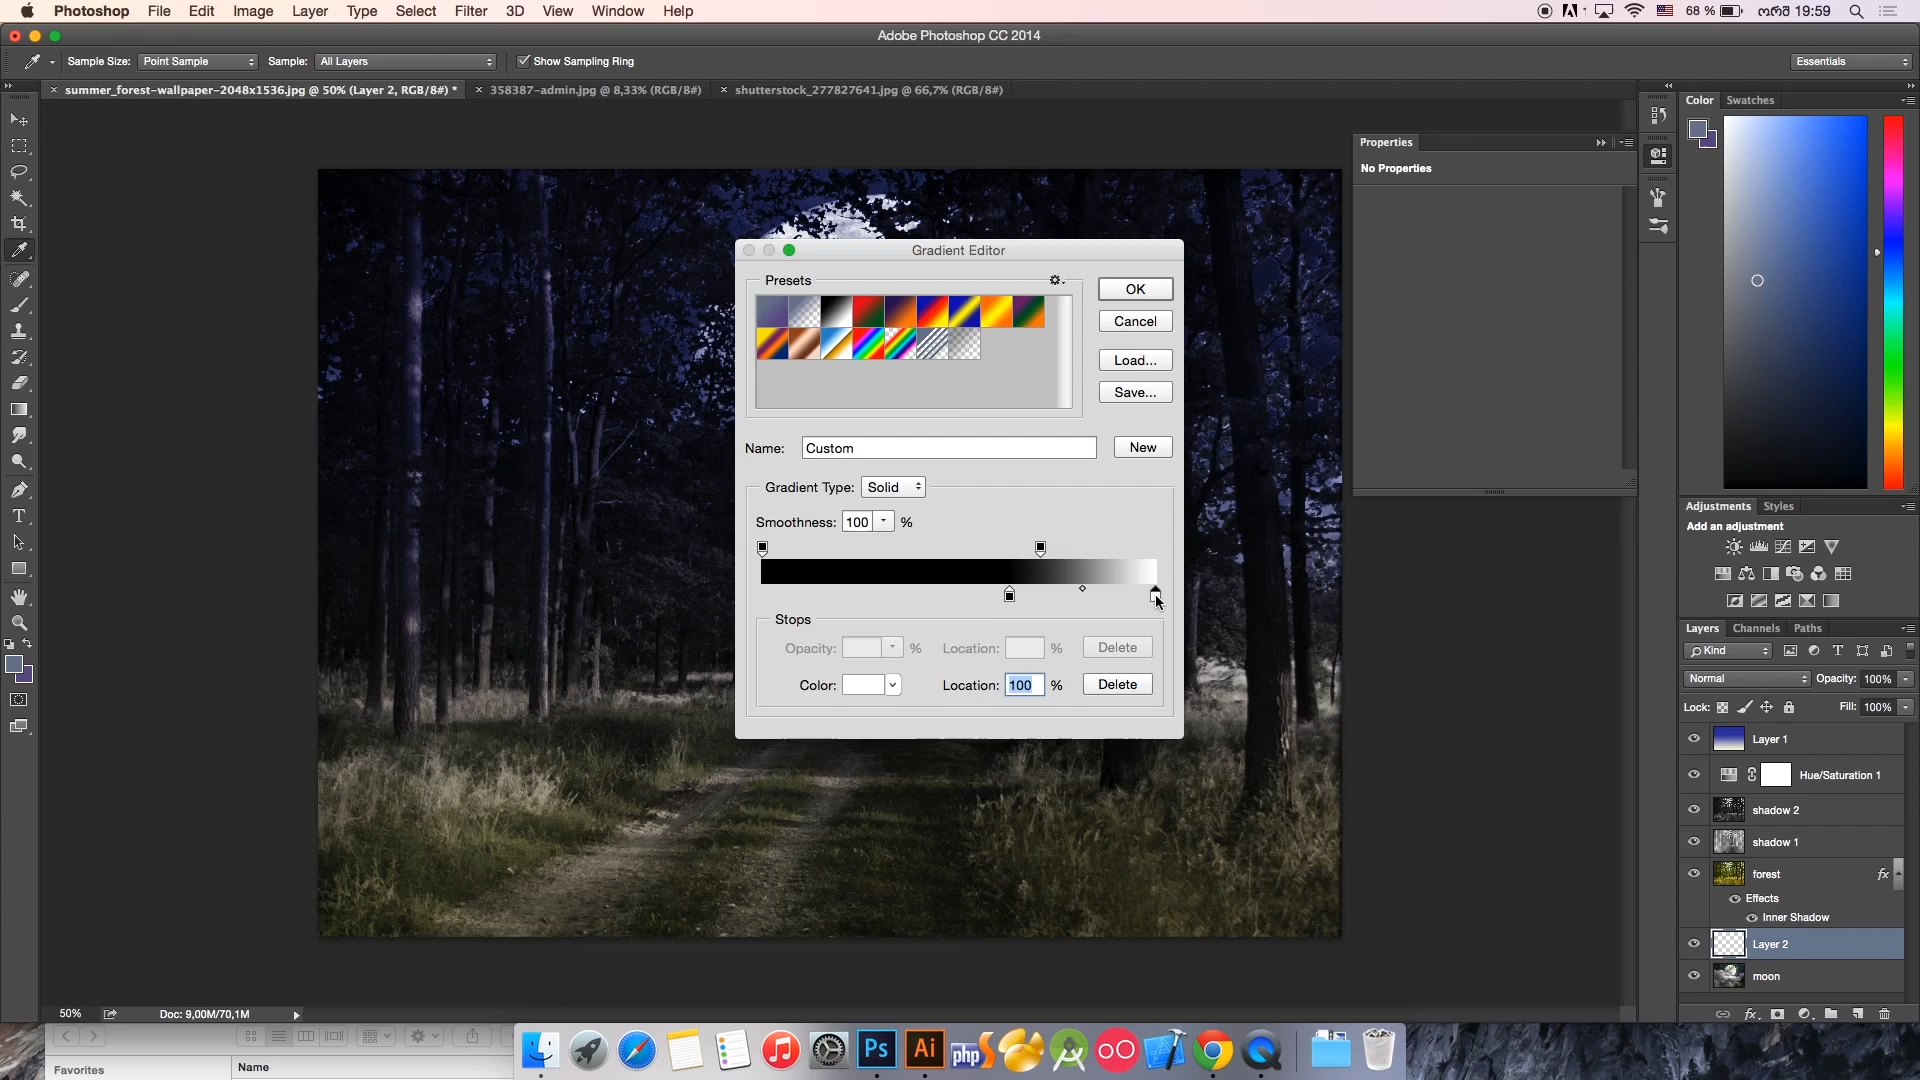 Photoshop File Edit Image Layer Type Select Filter 3D View Window Help 68 % ორშ 19:59
Adobe Photoshop CC 2014
Sample Size: Point Sample Sample: All Layers Show Sampling Ring Essentials
summer_forest-wallpaper-2048x1536.jpg @ 50% (Layer 2, RGB/8#) * 358387-admin.jpg @ 8,33% (RGB/8#) shutterstock_277827641.jpg @ 66,7% (RGB/8#)
Properties
No Properties
Color Swatches
Gradient Editor
Presets
OK
Cancel
Load...
Save...
Name: Custom New
Gradient Type: Solid
Smoothness: 100 %
Stops
Opacity: % Location: % Delete
Color: Location: 100 % Delete
Adjustments Styles
Add an adjustment
Layers Channels Paths
Kind
Normal Opacity: 100%
Lock: Fill: 100%
Layer 1
Hue/Saturation 1
shadow 2
shadow 1
forest fx
Effects
Inner Shadow
Layer 2
moon
fx
50% Doc: 9,00M/70,1M
Favorites Name
Ps Ai php